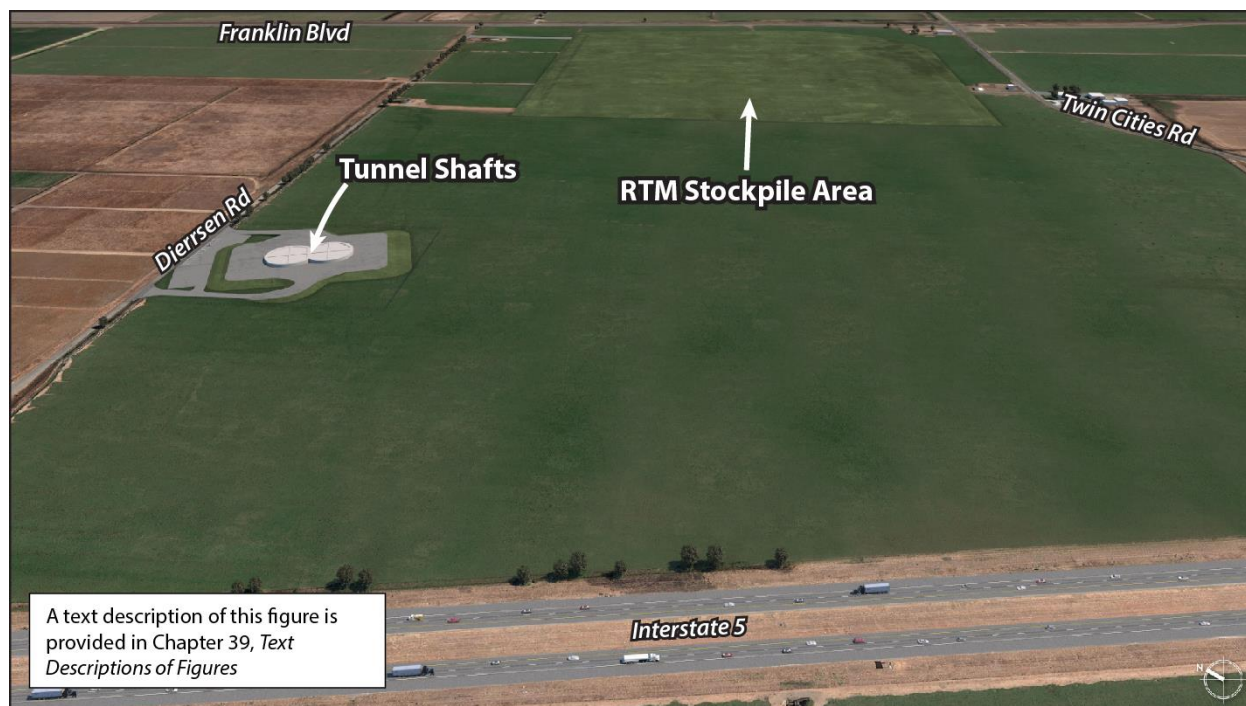 Franklin Blvd
Twin Cities Rd
Tunnel Shafts
RTM Stockpile Area
Dierrsen Rd
Interstate 5
A text description of this figure is
provided in Chapter 39, Text
Descriptions of Figures
N